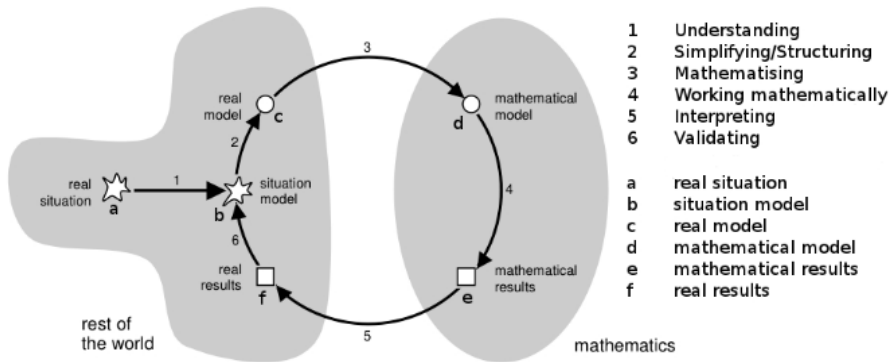 3
real
model
c
2
real
situation
a
1
situation
model
b
6
real
results
f
5
mathematical
model
d
4
mathematical
results
e
rest of
the world
mathematics
1 Understanding
2 Simplifying/Structuring
3 Mathematising
4 Working mathematically
5 Interpreting
6 Validating
a real situation
b situation model
c real model
d mathematical model
e mathematical results
f real results